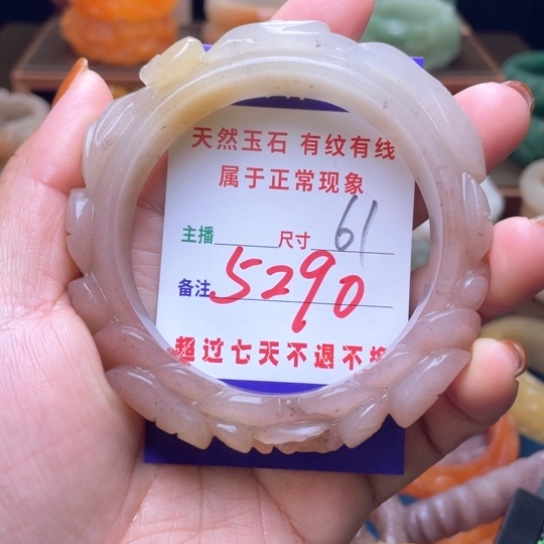 天然玉石 有纹有线
属于正常现象
主播 尺寸 61
备注 5290
超过七天不退不换